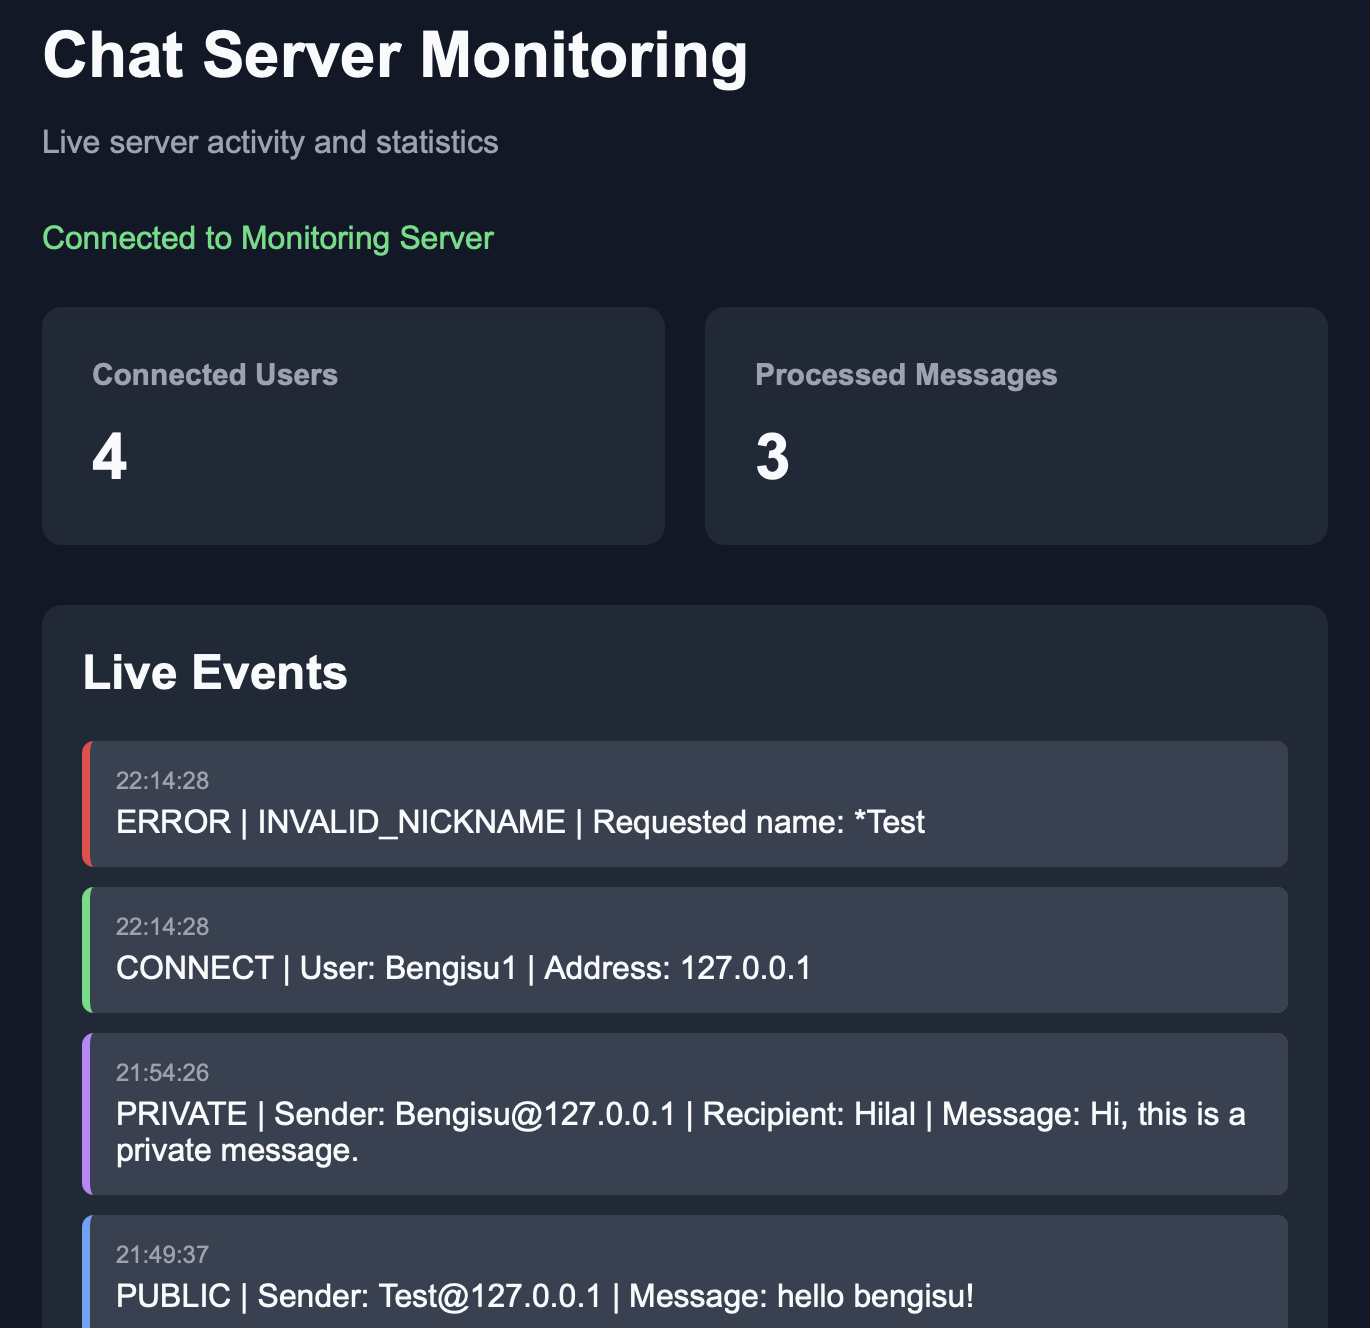 Chat Server Monitoring
Live server activity and statistics
Connected to Monitoring Server
Connected Users
4
Processed Messages
3
Live Events
22:14:28
ERROR | INVALID_NICKNAME | Requested name: *Test
22:14:28
CONNECT | User: Bengisu1 | Address: 127.0.0.1
21:54:26
PRIVATE | Sender: Bengisu@127.0.0.1 | Recipient: Hilal | Message: Hi, this is a
private message.
21:49:37
PUBLIC | Sender: Test@127.0.0.1 | Message: hello bengisu!